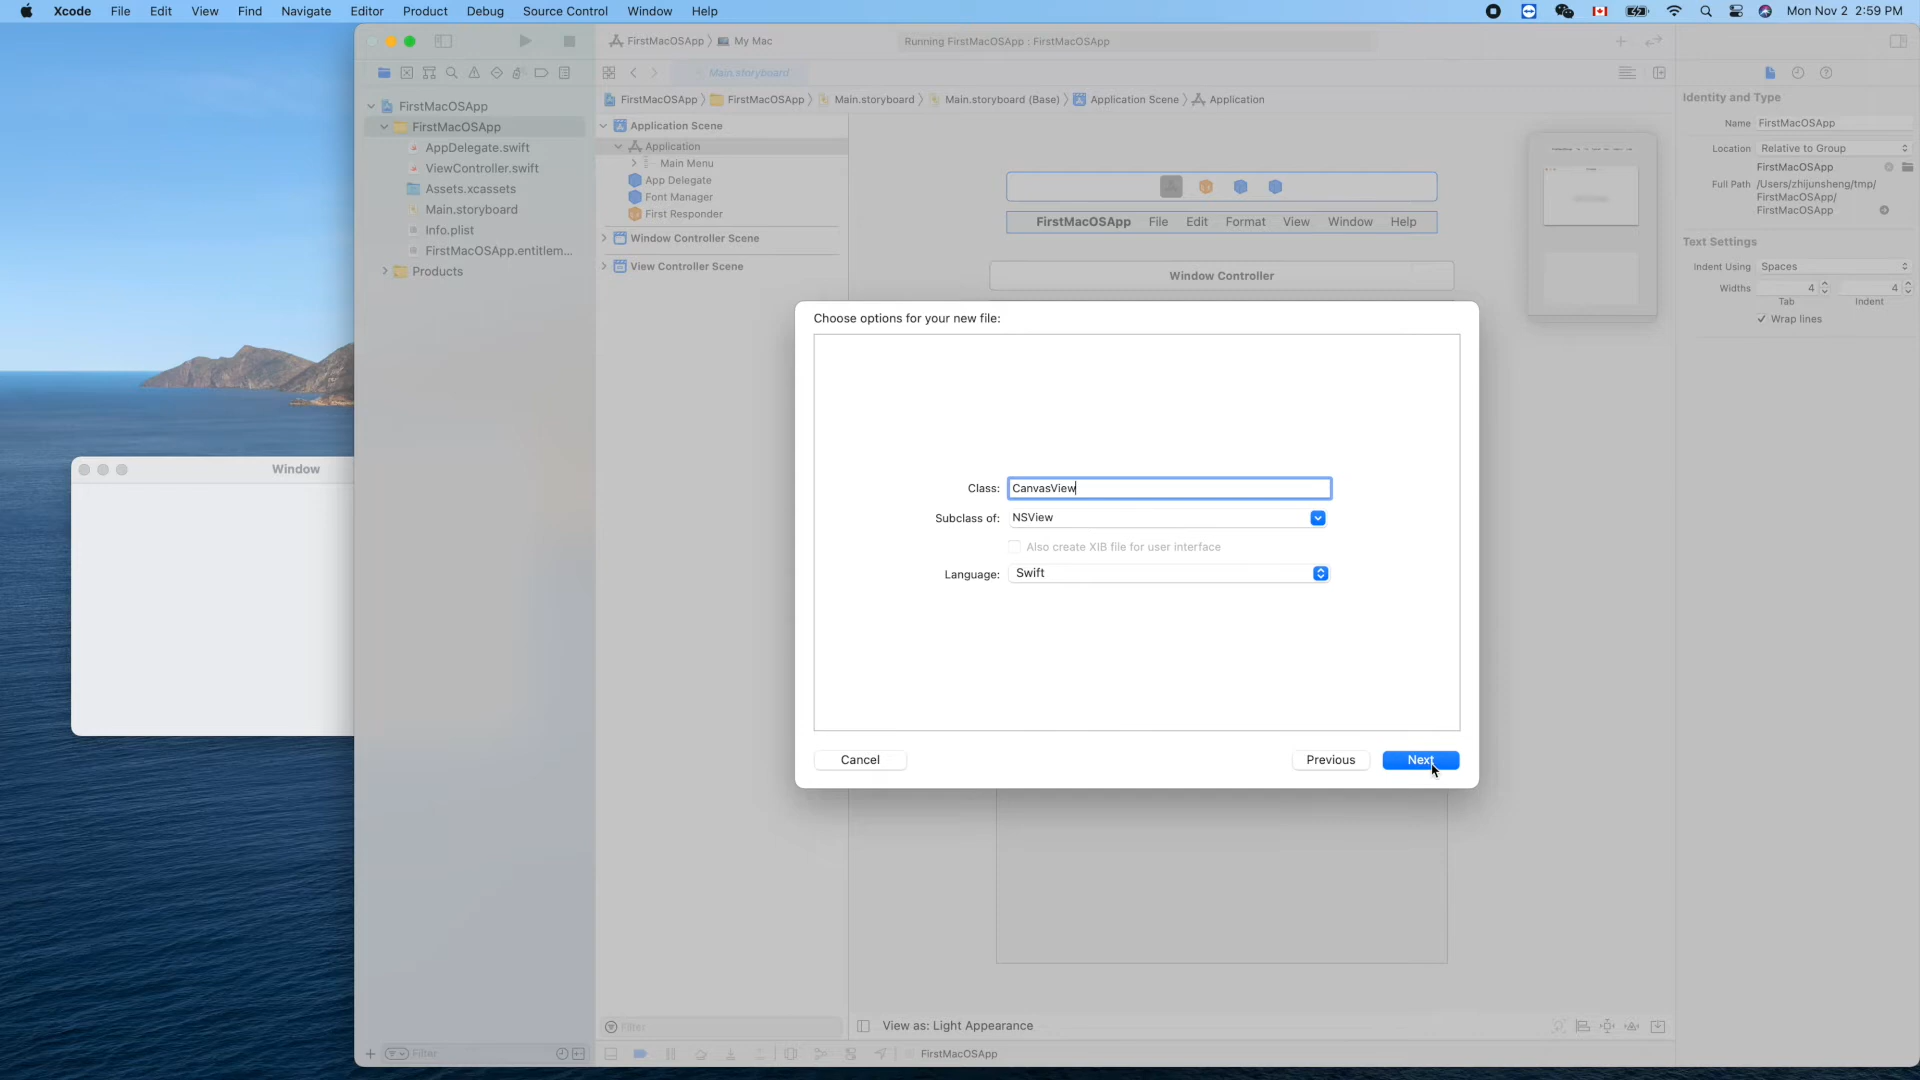 Xcode File Edit View Find Navigate Editor Product Debug Source Control Window Help Mon Nov 2 2:59 PM
FirstMacOSApp My Mac Running FirstMacOSApp : FirstMacOSApp
Main.storyboard
FirstMacOSApp FirstMacOSApp Main.storyboard Main.storyboard (Base) Application Scene Application
FirstMacOSApp
FirstMacOSApp
AppDelegate.swift
ViewController.swift
Assets.xcassets
Main.storyboard
Info.plist
FirstMacOSApp.entitlem...
Products
Application Scene
Application
Main Menu
App Delegate
Font Manager
First Responder
Window Controller Scene
View Controller Scene
FirstMacOSApp File Edit Format View Window Help
Window Controller
Identity and Type
Name FirstMacOSApp
Location Relative to Group
FirstMacOSApp
Full Path /Users/zhijunsheng/tmp/
FirstMacOSApp/
FirstMacOSApp
Text Settings
Indent Using Spaces
Widths 4 4
Tab Indent
Wrap lines
Window
Choose options for your new file:
Class: CanvasView
Subclass of: NSView
Also create XIB file for user interface
Language: Swift
Cancel Previous Next
Filter View as: Light Appearance
Filter FirstMacOSApp